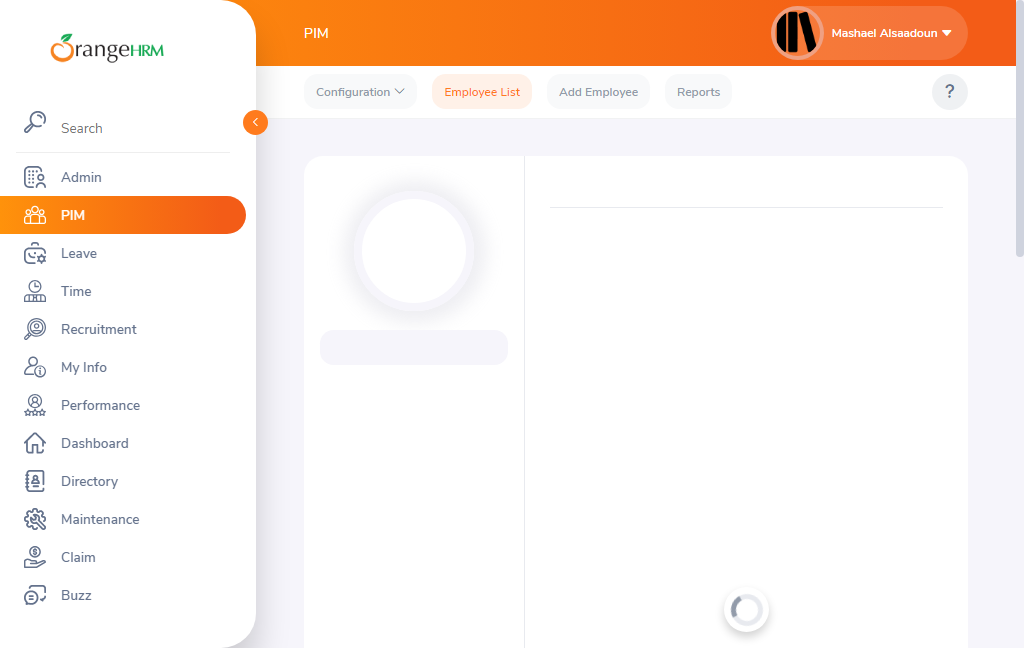 OrangeHRM
Search
Admin
PIM
Leave
Time
Recruitment
My Info
Performance
Dashboard
Directory
Maintenance
Claim
Buzz
PIM
Mashael Alsaadoun
Configuration
Employee List
Add Employee
Reports
?